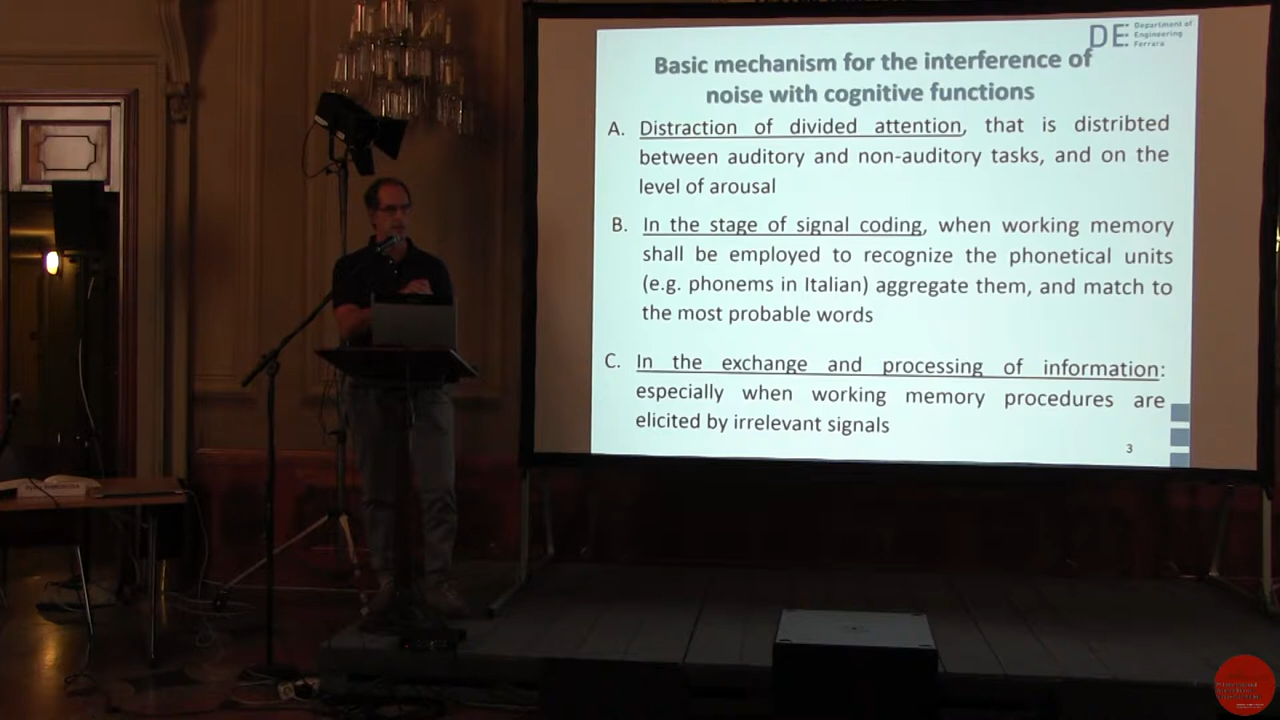 DE
Department of
Engineering
Ferrara
Basic mechanism for the interference of
noise with cognitive functions
A. Distraction of divided attention, that is distribted
between auditory and non-auditory tasks, and on the
level of arousal
B. In the stage of signal coding, when working memory
shall be employed to recognize the phonetical units
(e.g. phonems in Italian) aggregate them, and match to
the most probable words
C. In the exchange and processing of information:
especially when working memory procedures are
elicited by irrelevant signals
3